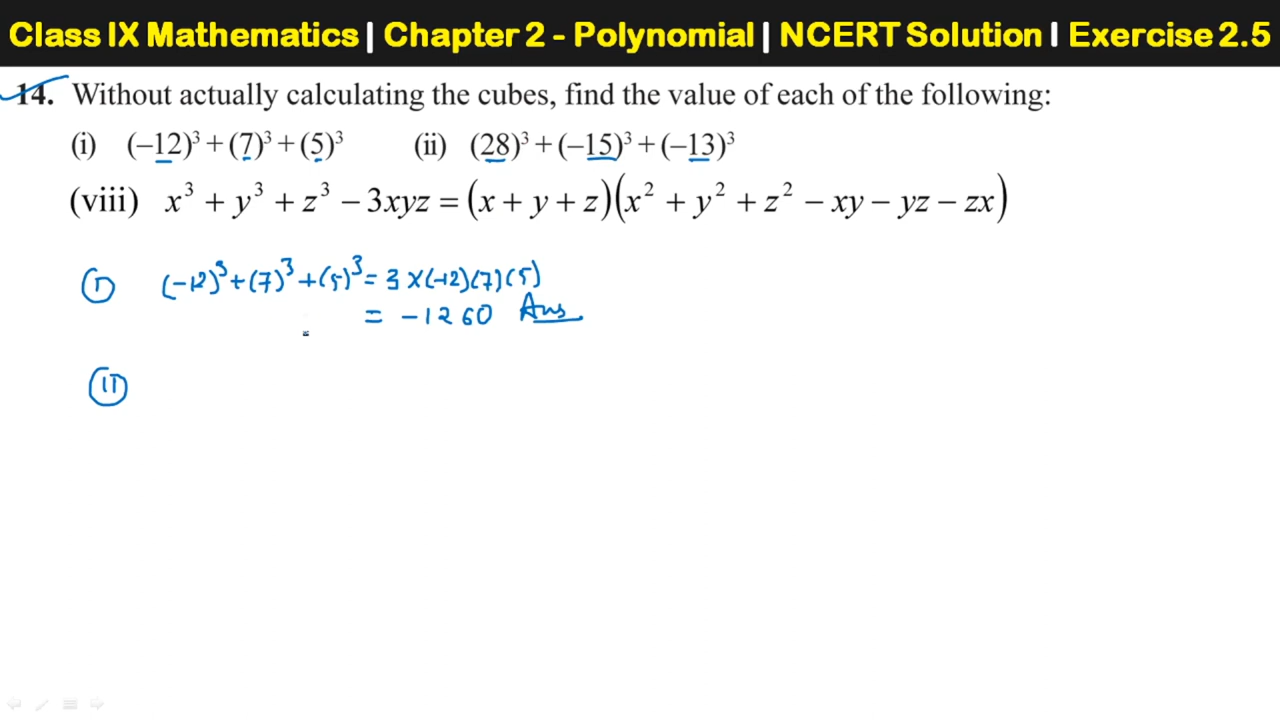 Class IX Mathematics | Chapter 2 - Polynomial | NCERT Solution I Exercise 2.5
14. Without actually calculating the cubes, find the value of each of the following:
(i) (–12)³ + (7)³ + (5)³ (ii) (28)³ + (–15)³ + (–13)³
(viii) x³ + y³ + z³ − 3xyz = (x + y + z)(x² + y² + z² − xy − yz − zx)
(I) (-12)³ + (7)³ + (5)³ = 3 × (-12)(7)(5)
= -1260 Ans
(II)